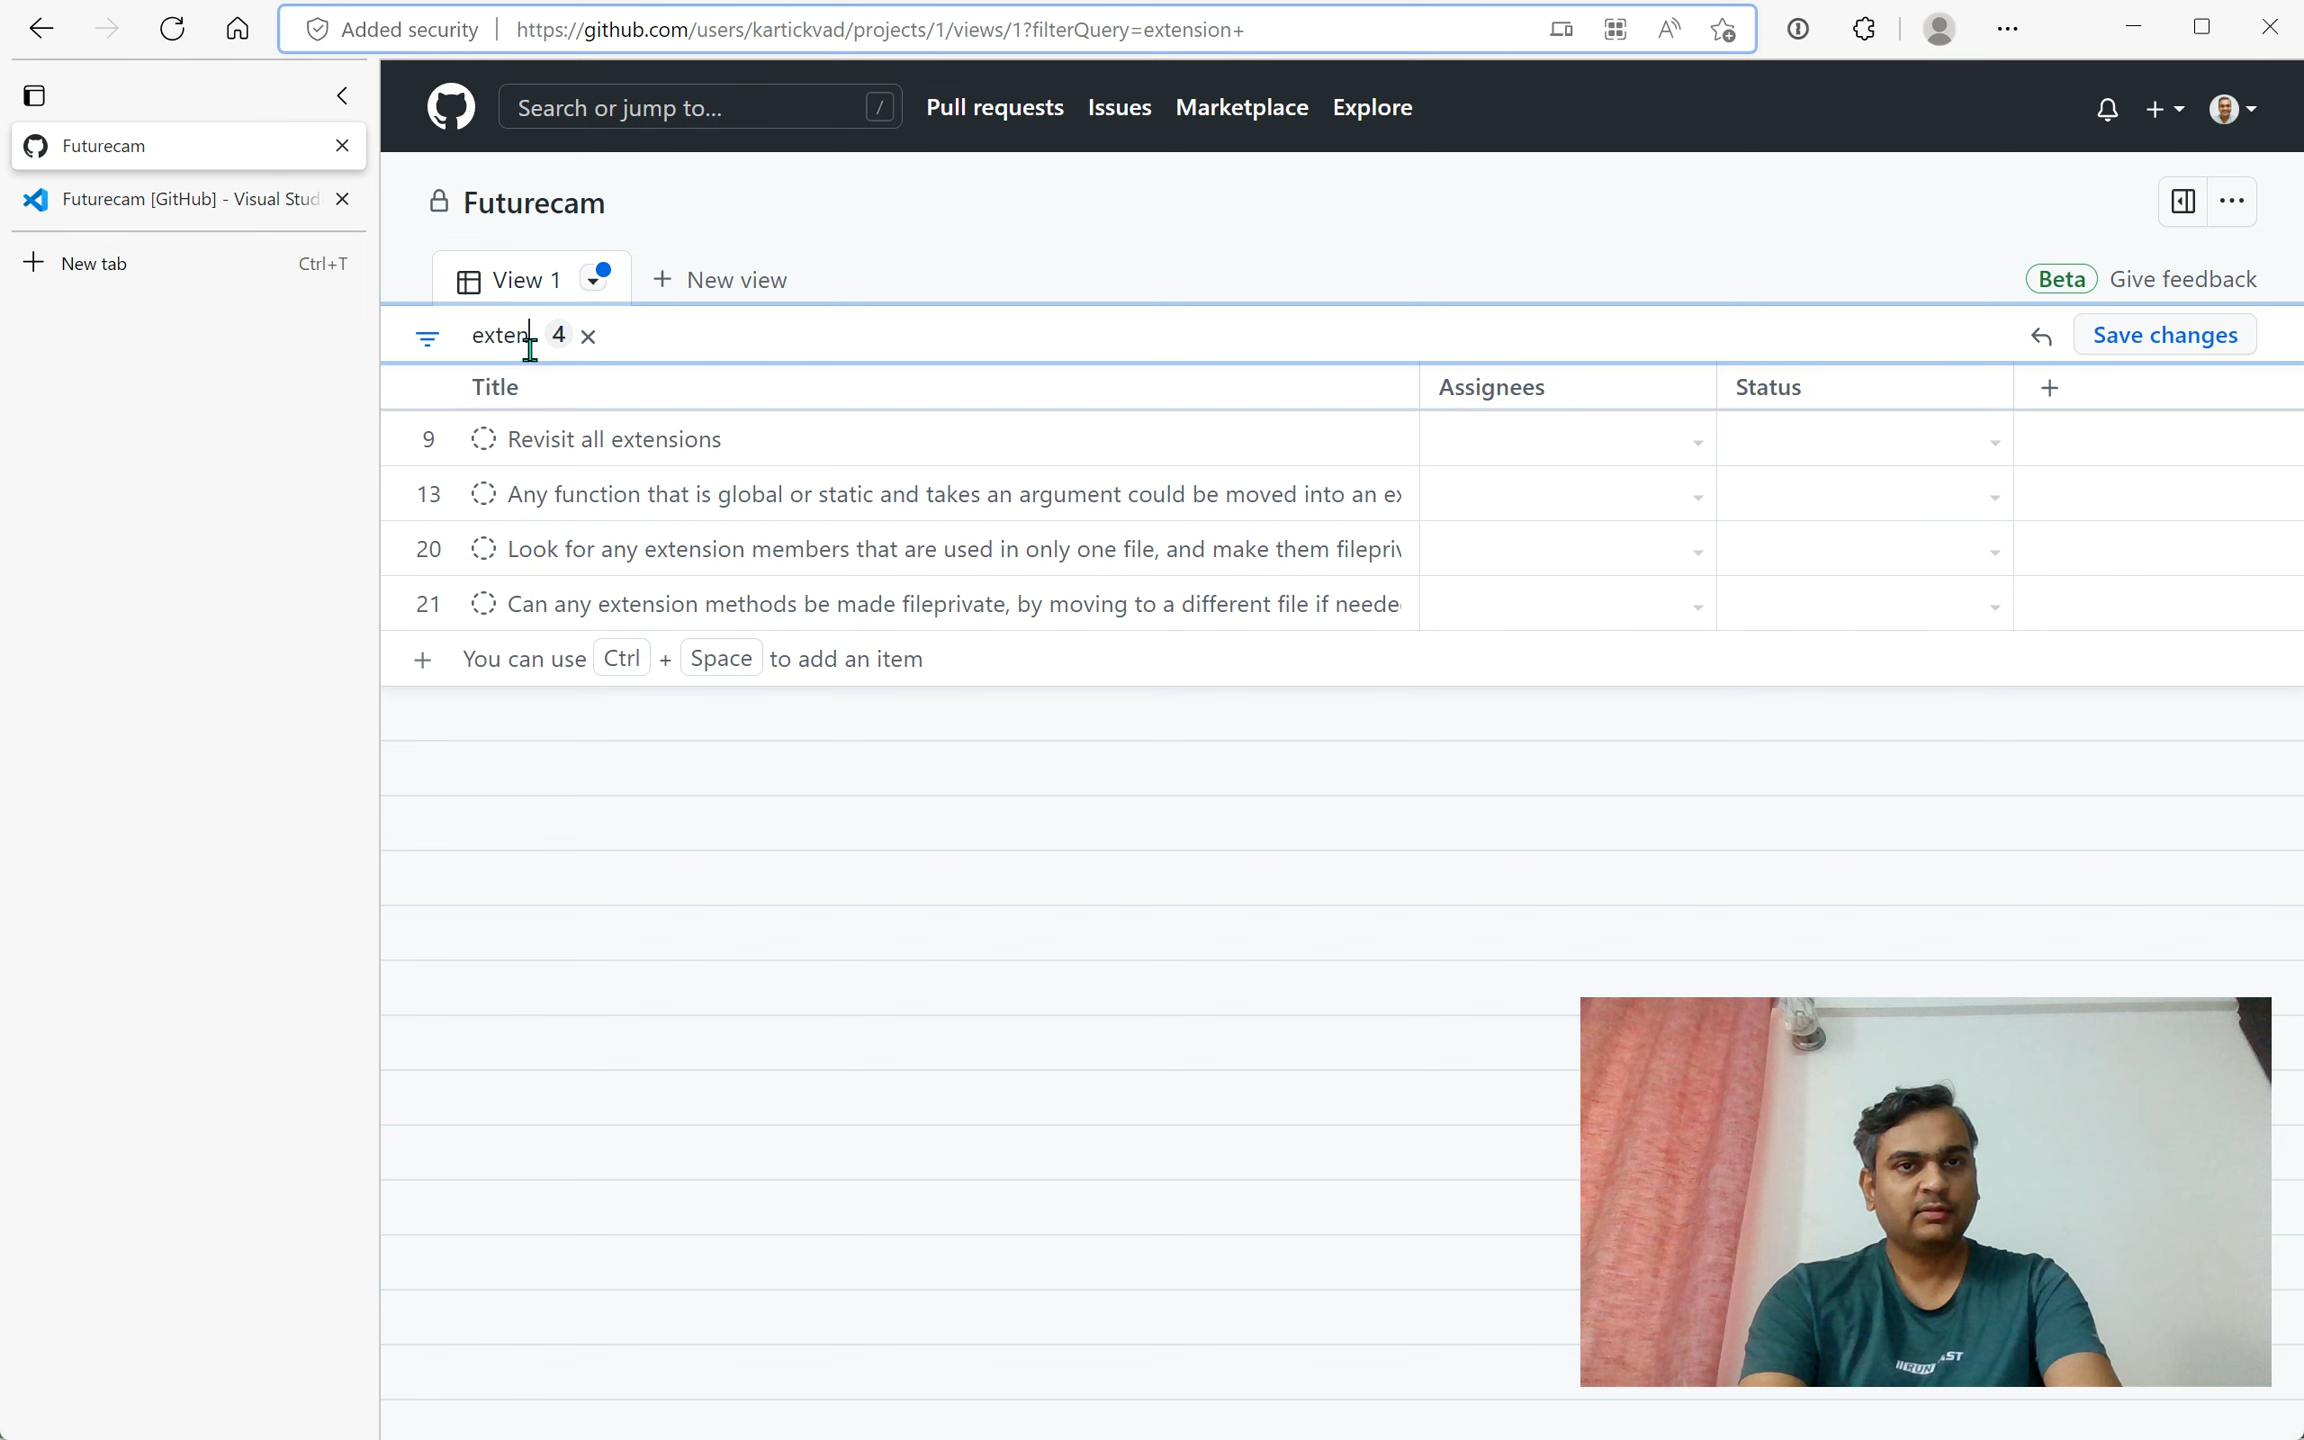 Added security https://github.com/users/kartickvad/projects/1/views/1?filterQuery=extension+
Futurecam
Futurecam [GitHub] - Visual Stud
New tab Ctrl+T
Search or jump to... / Pull requests Issues Marketplace Explore
Futurecam
View 1 New view Beta Give feedback
exten 4 Save changes
Title Assignees Status
9 Revisit all extensions
13 Any function that is global or static and takes an argument could be moved into an ex
20 Look for any extension members that are used in only one file, and make them filepriv
21 Can any extension methods be made fileprivate, by moving to a different file if neede
You can use Ctrl + Space to add an item
RUN